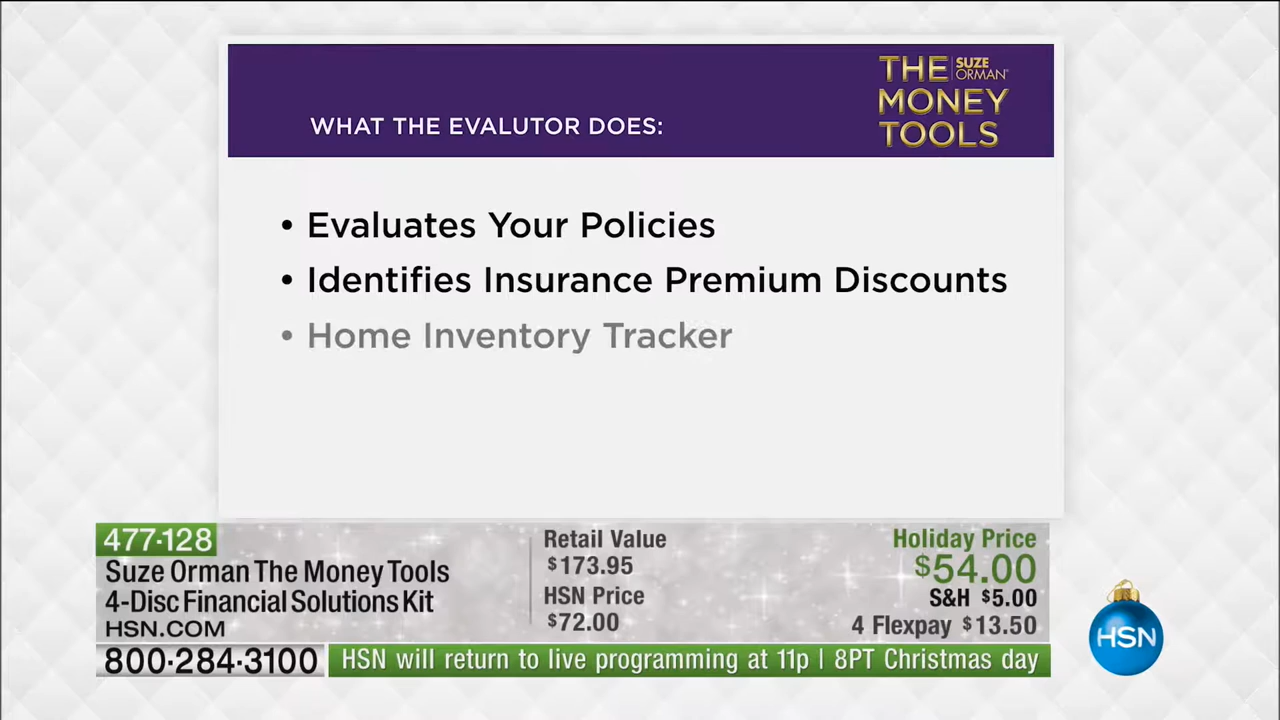 THE SUZE ORMAN™
MONEY
TOOLS
WHAT THE EVALUTOR DOES:
• Evaluates Your Policies
• Identifies Insurance Premium Discounts
• Home Inventory Tracker
477·128
Suze Orman The Money Tools
4-Disc Financial Solutions Kit
HSN.COM
800·284·3100
Retail Value
$173.95
HSN Price
$72.00
Holiday Price
$54.00
S&H $5.00
4 Flexpay $13.50
HSN will return to live programming at 11p | 8PT Christmas day
HSN